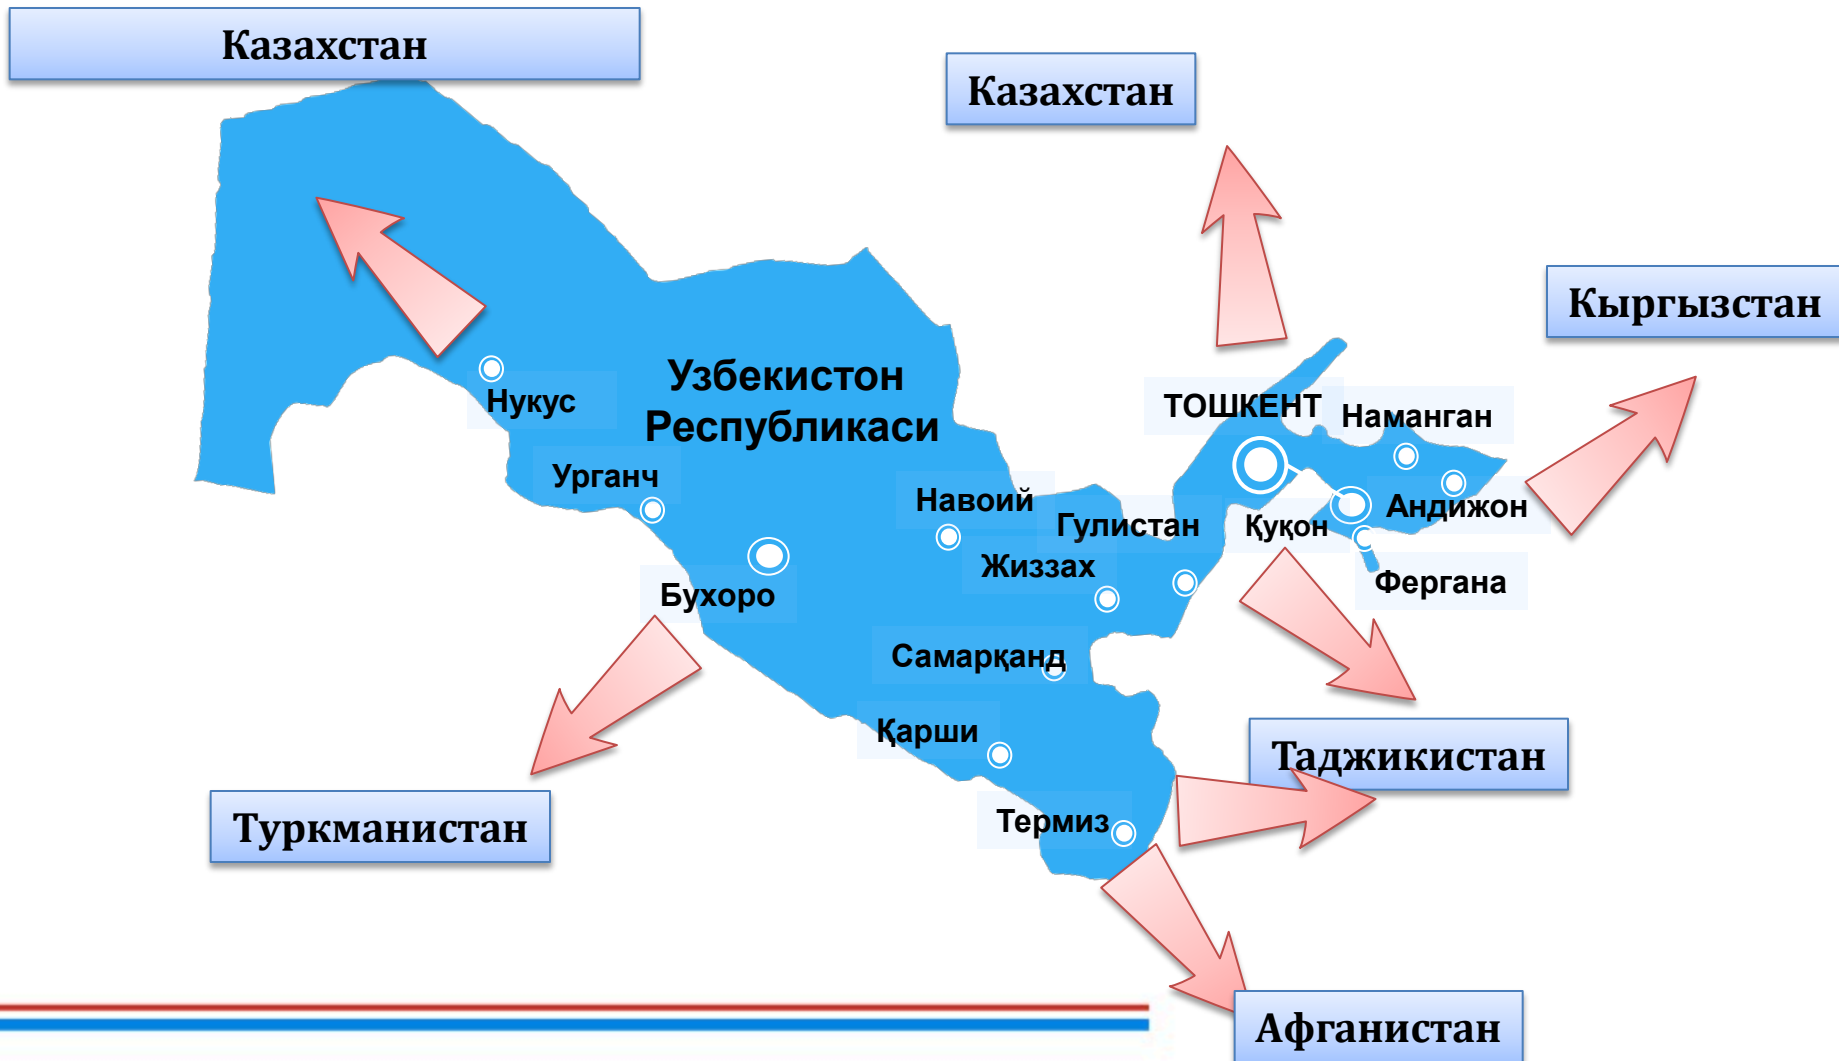 Казахстан
Казахстан
Кыргызстан
Узбекистон
Республикаси
Нукус
ТОШКЕНТ
Наманган
Урганч
Навоий
Гулистан
Қуқон
Андижон
Жиззах
Фергана
Бухоро
Самарқанд
Қарши
Таджикистан
Термиз
Туркманистан
Афганистан